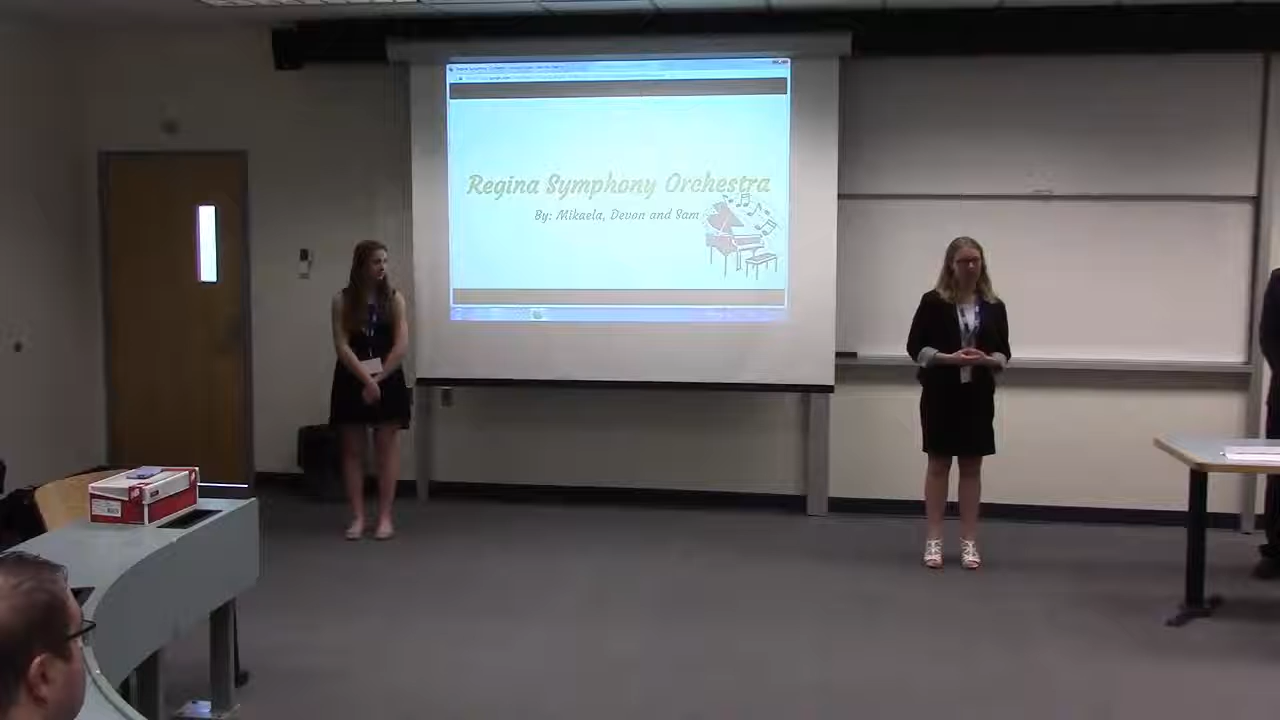 Regina Symphony Orchestra
By: Mikaela, Devon and Sam